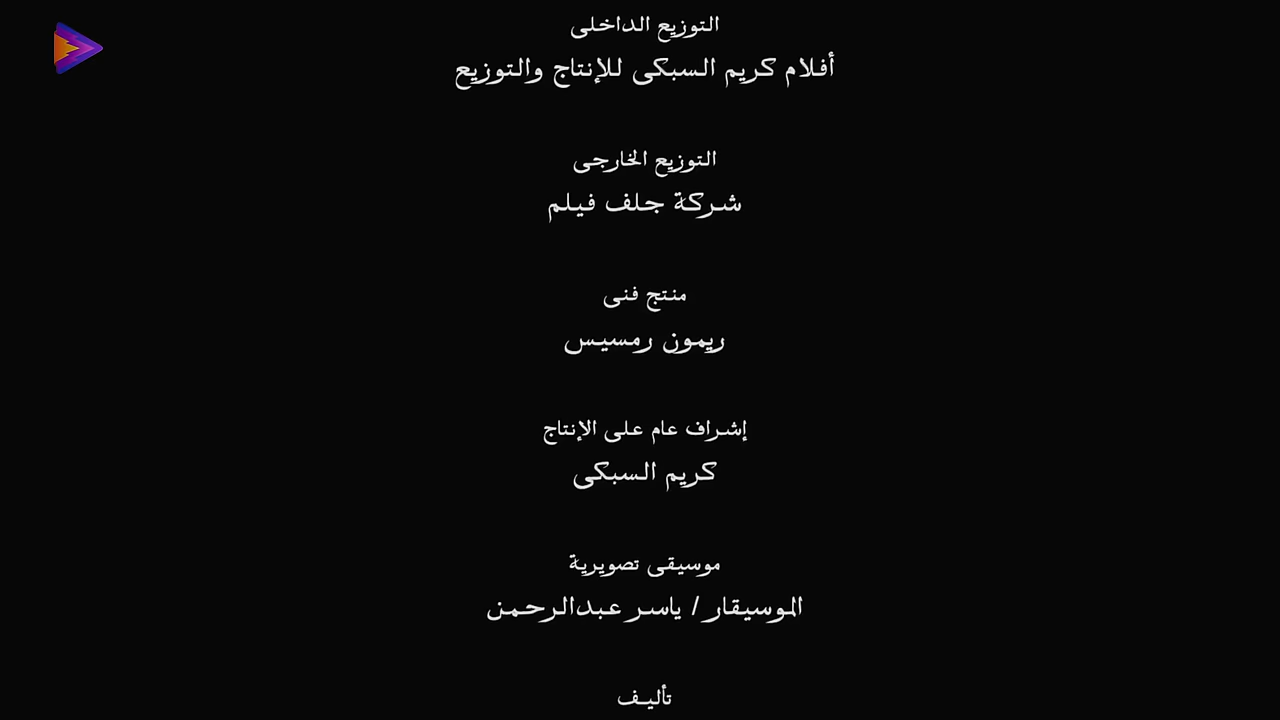 التوزيع الداخلى
أفلام كريم السبكى للإنتاج والتوزيع
التوزيع الخارجى
شركة جلف فيلم
منتج فنى
ريمون رمسيس
إشراف عام على الإنتاج
كريم السبكى
موسيقى تصويرية
الموسيقار / ياسر عبدالرحمن
تأليف